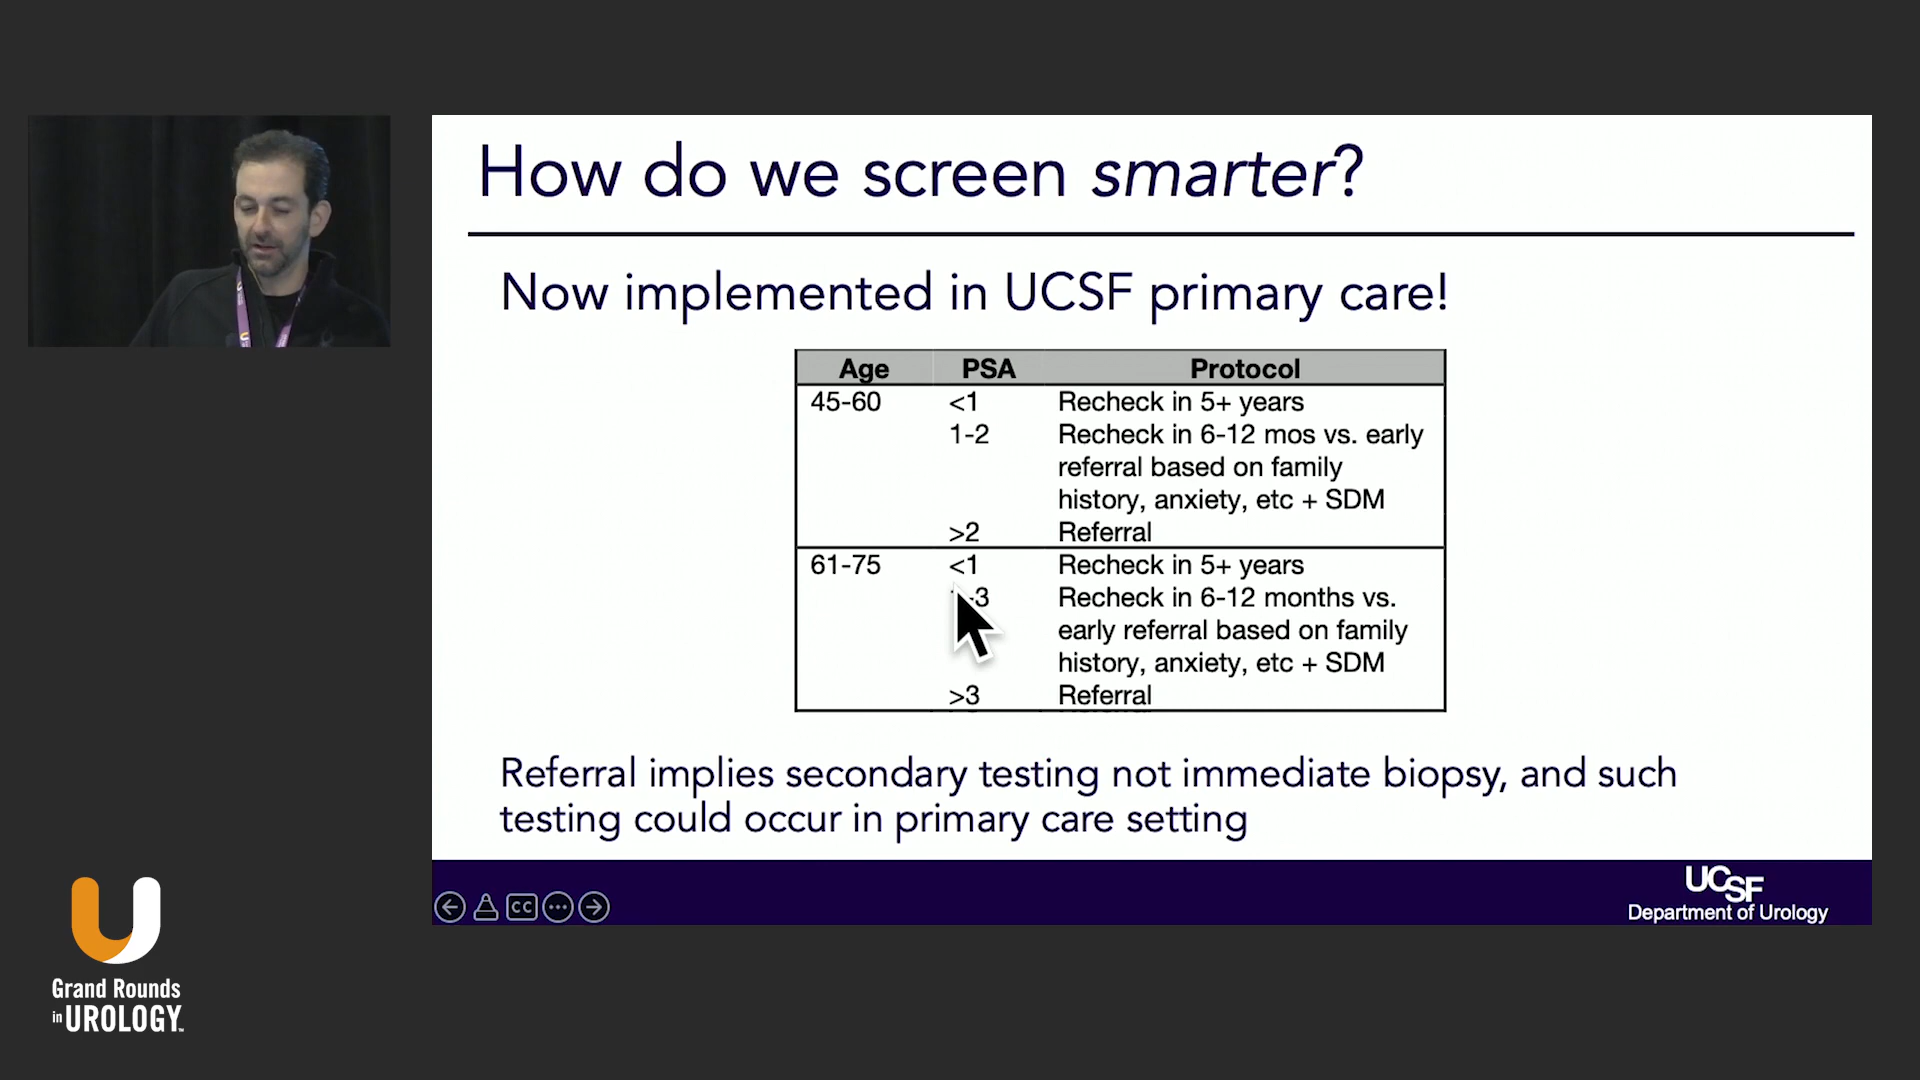 How do we screen smarter?
Now implemented in UCSF primary care!
Age PSA Protocol
45-60 <1 Recheck in 5+ years
1-2 Recheck in 6-12 mos vs. early
referral based on family
history, anxiety, etc + SDM
>2 Referral
61-75 <1 Recheck in 5+ years
-3 Recheck in 6-12 months vs.
early referral based on family
history, anxiety, etc + SDM
>3 Referral
Referral implies secondary testing not immediate biopsy, and such
testing could occur in primary care setting
CC
UCSF
Department of Urology
Grand Rounds
in UROLOGY